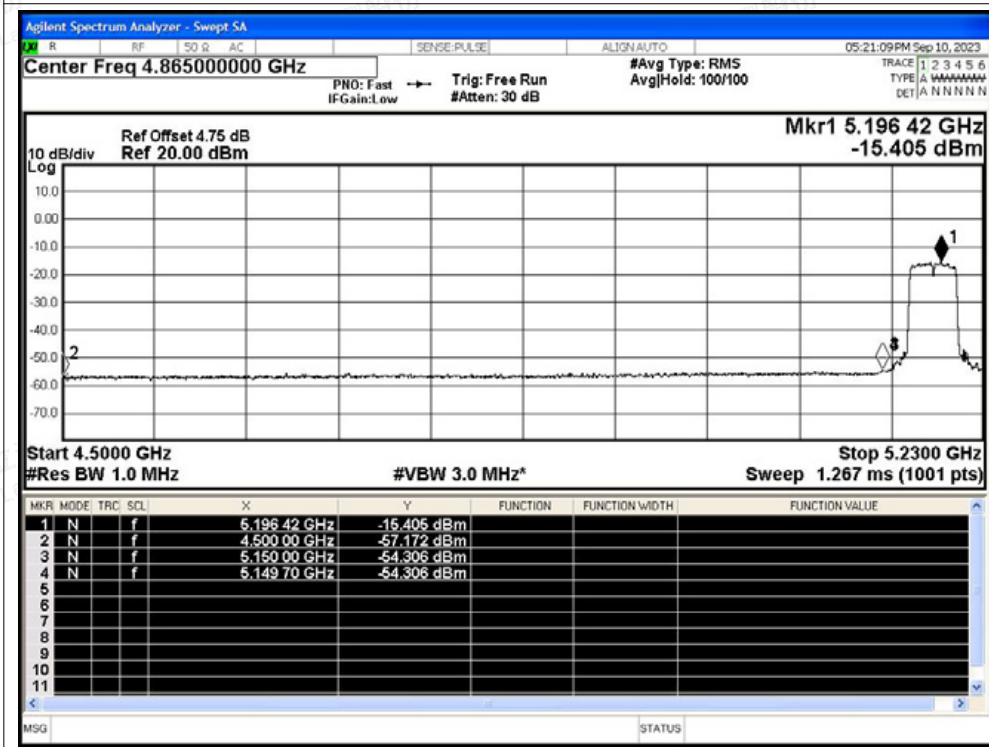 Agilent Spectrum Analyzer - Swept SA
LXI R RF 50 Ω AC SENSE:PULSE ALIGN AUTO 05:21:09 PM Sep 10, 2023
Center Freq 4.865000000 GHz
PNO: Fast
IFGain:Low
Trig: Free Run
#Atten: 30 dB
#Avg Type: RMS
Avg|Hold: 100/100
TRACE 1 2 3 4 5 6
TYPE A WWWWW
DET A N N N N N
Mkr1 5.196 42 GHz
-15.405 dBm
Ref Offset 4.75 dB
10 dB/div Ref 20.00 dBm
Log
10.0
0.00
-10.0
-20.0
-30.0
-40.0
-50.0
-60.0
-70.0
1
2
3
Start 4.5000 GHz Stop 5.2300 GHz
#Res BW 1.0 MHz #VBW 3.0 MHz* Sweep 1.267 ms (1001 pts)
MKR MODE TRC SCL X Y FUNCTION FUNCTION WIDTH FUNCTION VALUE
1 N f 5.196 42 GHz -15.405 dBm
2 N f 4.500 00 GHz -57.172 dBm
3 N f 5.150 00 GHz -54.306 dBm
4 N f 5.149 70 GHz -54.306 dBm
5
6
7
8
9
10
11
MSG STATUS